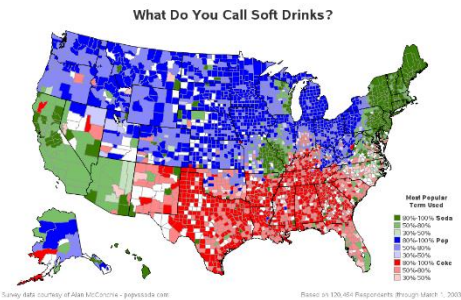 What Do You Call Soft Drinks?
Most Popular
Term Used
80%-100% Soda
50%-80%
30%-50%
80%-100% Pop
50%-80%
30%-50%
80%-100% Coke
50%-80%
30%-50%
Survey data courtesy of Alan McConchie - popvssoda.com
Based on 120,464 Respondents through March 1, 2003